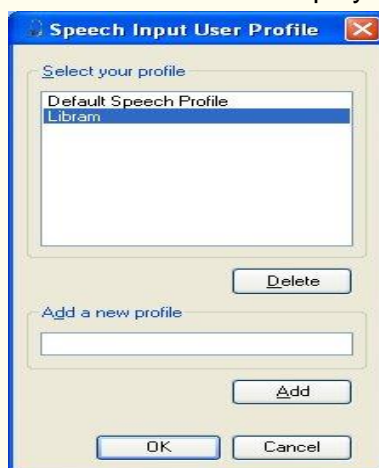 Speech Input User Profile
Select your profile
Default Speech Profile
Libram
Delete
Add a new profile
Add
OK Cancel